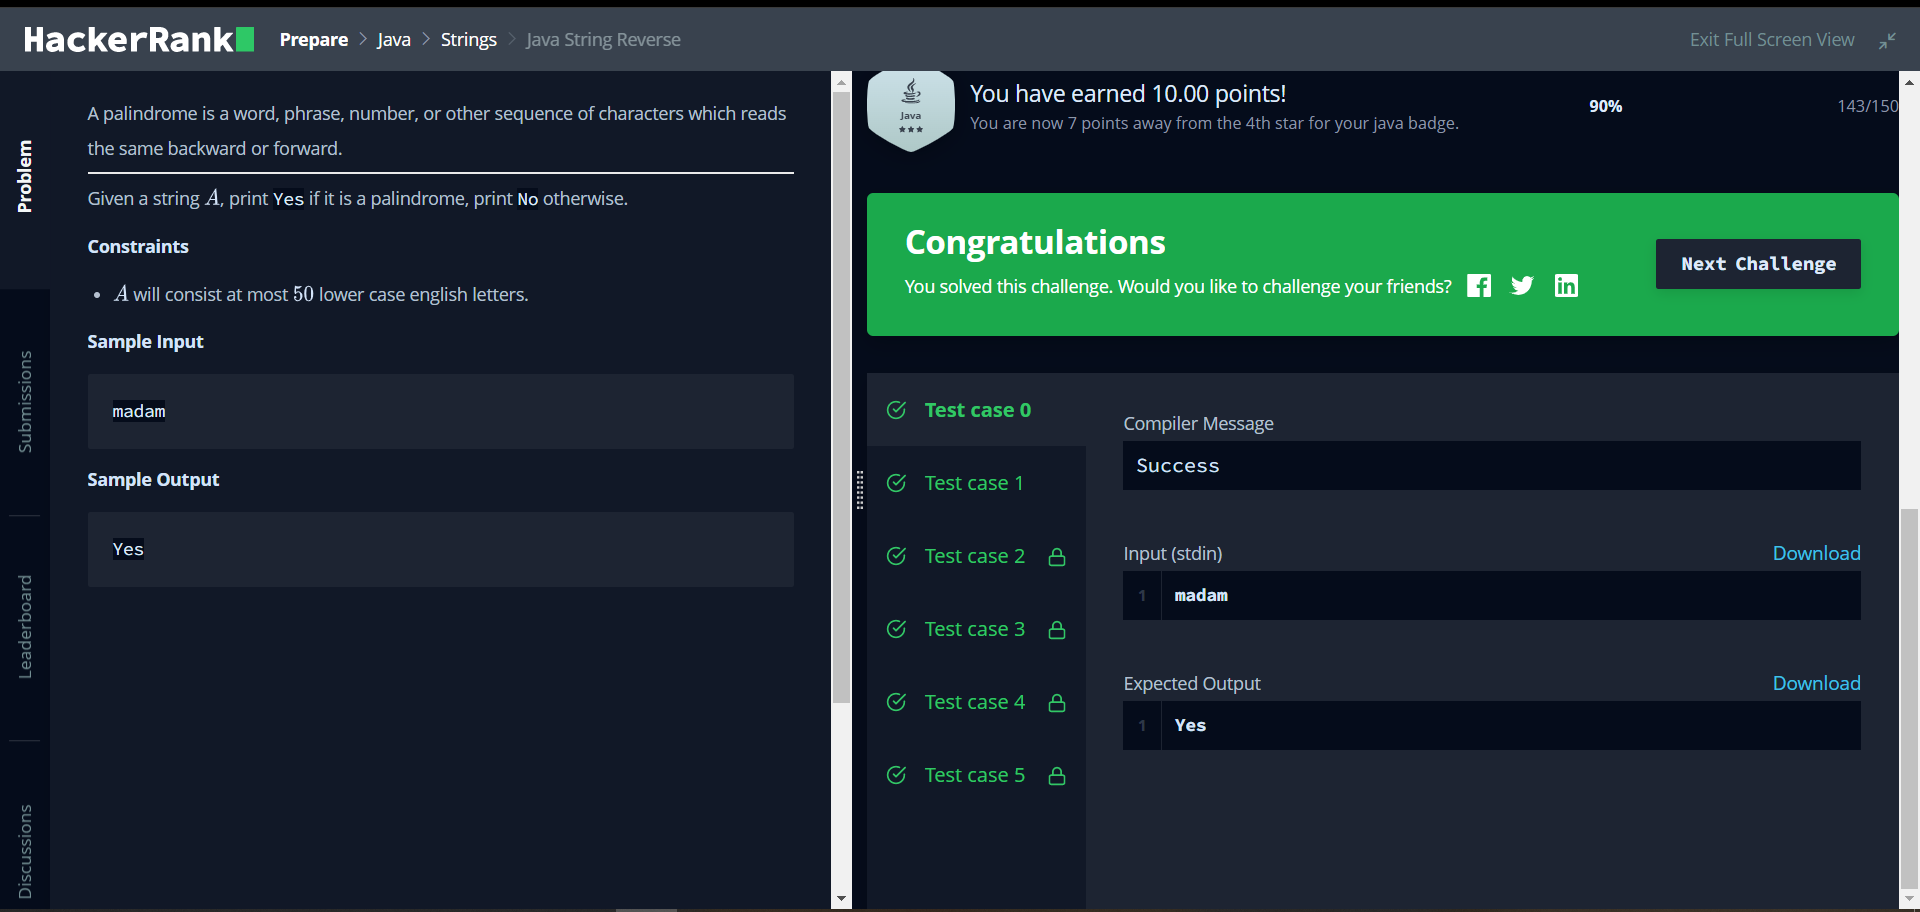 HackerRank
Prepare > Java > Strings > Java String Reverse
Exit Full Screen View
Problem
Submissions
Leaderboard
Discussions
A palindrome is a word, phrase, number, or other sequence of characters which reads
the same backward or forward.
Given a string A, print Yes if it is a palindrome, print No otherwise.
Constraints
• A will consist at most 50 lower case english letters.
Sample Input
madam
Sample Output
Yes
Java
You have earned 10.00 points!
You are now 7 points away from the 4th star for your java badge.
90%
143/150
Congratulations
You solved this challenge. Would you like to challenge your friends?
Next Challenge
Test case 0
Test case 1
Test case 2
Test case 3
Test case 4
Test case 5
Compiler Message
Success
Input (stdin)
Download
1 madam
Expected Output
Download
1 Yes